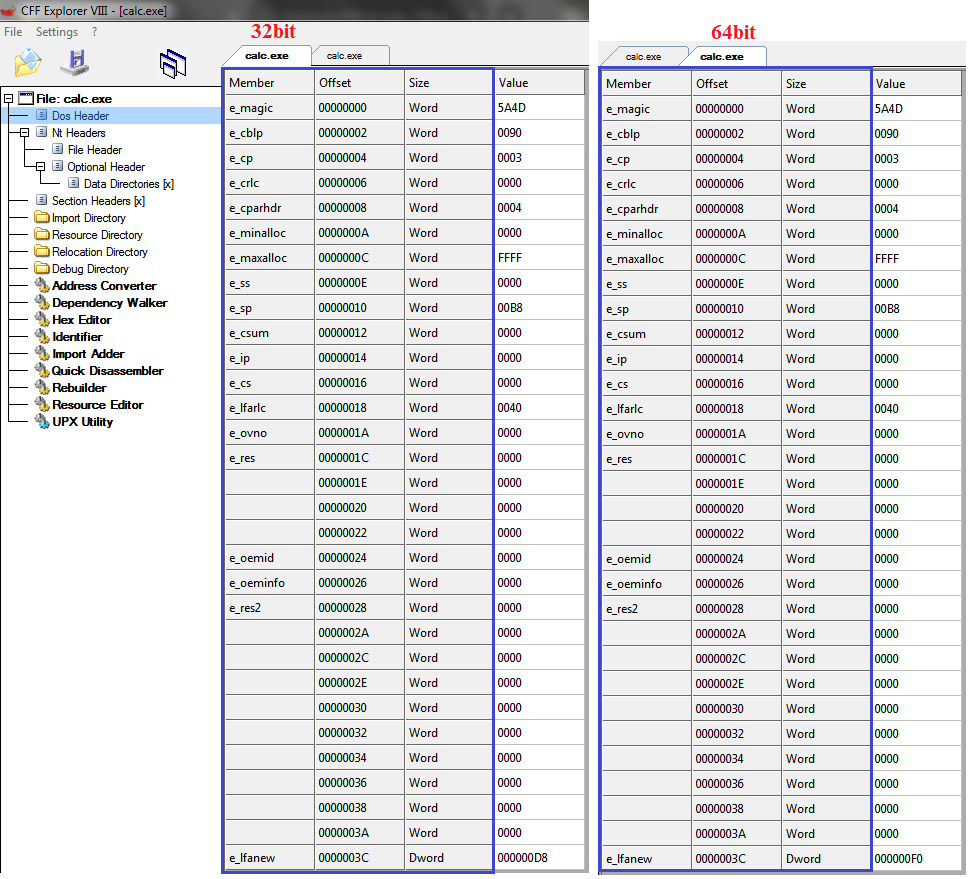 CFF Explorer VIII - [calc.exe]
File Settings ?
32bit
64bit
calc.exe calc.exe
calc.exe calc.exe
File: calc.exe
Dos Header
Nt Headers
File Header
Optional Header
Data Directories [x]
Section Headers [x]
Import Directory
Resource Directory
Relocation Directory
Debug Directory
Address Converter
Dependency Walker
Hex Editor
Identifier
Import Adder
Quick Disassembler
Rebuilder
Resource Editor
UPX Utility
Member Offset Size Value
e_magic 00000000 Word 5A4D
e_cblp 00000002 Word 0090
e_cp 00000004 Word 0003
e_crlc 00000006 Word 0000
e_cparhdr 00000008 Word 0004
e_minalloc 0000000A Word 0000
e_maxalloc 0000000C Word FFFF
e_ss 0000000E Word 0000
e_sp 00000010 Word 00B8
e_csum 00000012 Word 0000
e_ip 00000014 Word 0000
e_cs 00000016 Word 0000
e_lfarlc 00000018 Word 0040
e_ovno 0000001A Word 0000
e_res 0000001C Word 0000
0000001E Word 0000
00000020 Word 0000
00000022 Word 0000
e_oemid 00000024 Word 0000
e_oeminfo 00000026 Word 0000
e_res2 00000028 Word 0000
0000002A Word 0000
0000002C Word 0000
0000002E Word 0000
00000030 Word 0000
00000032 Word 0000
00000034 Word 0000
00000036 Word 0000
00000038 Word 0000
0000003A Word 0000
e_lfanew 0000003C Dword 000000D8
Member Offset Size Value
e_magic 00000000 Word 5A4D
e_cblp 00000002 Word 0090
e_cp 00000004 Word 0003
e_crlc 00000006 Word 0000
e_cparhdr 00000008 Word 0004
e_minalloc 0000000A Word 0000
e_maxalloc 0000000C Word FFFF
e_ss 0000000E Word 0000
e_sp 00000010 Word 00B8
e_csum 00000012 Word 0000
e_ip 00000014 Word 0000
e_cs 00000016 Word 0000
e_lfarlc 00000018 Word 0040
e_ovno 0000001A Word 0000
e_res 0000001C Word 0000
0000001E Word 0000
00000020 Word 0000
00000022 Word 0000
e_oemid 00000024 Word 0000
e_oeminfo 00000026 Word 0000
e_res2 00000028 Word 0000
0000002A Word 0000
0000002C Word 0000
0000002E Word 0000
00000030 Word 0000
00000032 Word 0000
00000034 Word 0000
00000036 Word 0000
00000038 Word 0000
0000003A Word 0000
e_lfanew 0000003C Dword 000000F0